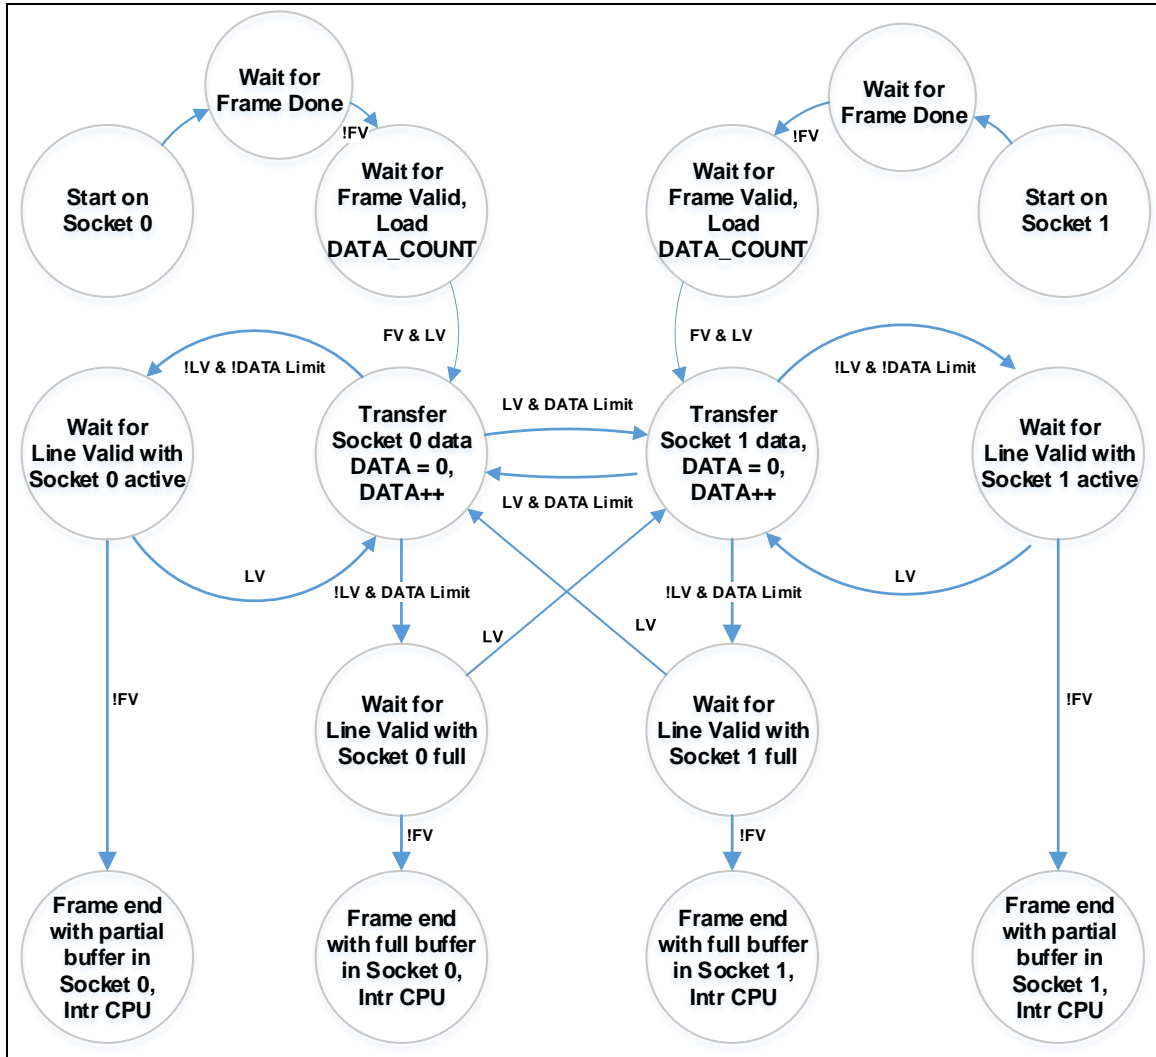 Wait for
Frame Done
Wait for
Frame Done
!FV
!FV
Start on
Socket 0
Wait for
Frame Valid,
Load
DATA_COUNT
Wait for
Frame Valid,
Load
DATA_COUNT
Start on
Socket 1
FV & LV
FV & LV
!LV & !DATA Limit
!LV & !DATA Limit
Wait for
Line Valid with
Socket 0 active
Transfer
Socket 0 data
DATA = 0,
DATA++
LV & DATA Limit
LV & DATA Limit
Transfer
Socket 1 data,
DATA = 0,
DATA++
Wait for
Line Valid with
Socket 1 active
LV
!LV & DATA Limit
!LV & DATA Limit
LV
LV
LV
!FV
Wait for
Line Valid with
Socket 0 full
Wait for
Line Valid with
Socket 1 full
!FV
!FV
!FV
Frame end
with partial
buffer in
Socket 0,
Intr CPU
Frame end
with full buffer
in Socket 0,
Intr CPU
Frame end
with full buffer
in Socket 1,
Intr CPU
Frame end
with partial
buffer in
Socket 1,
Intr CPU